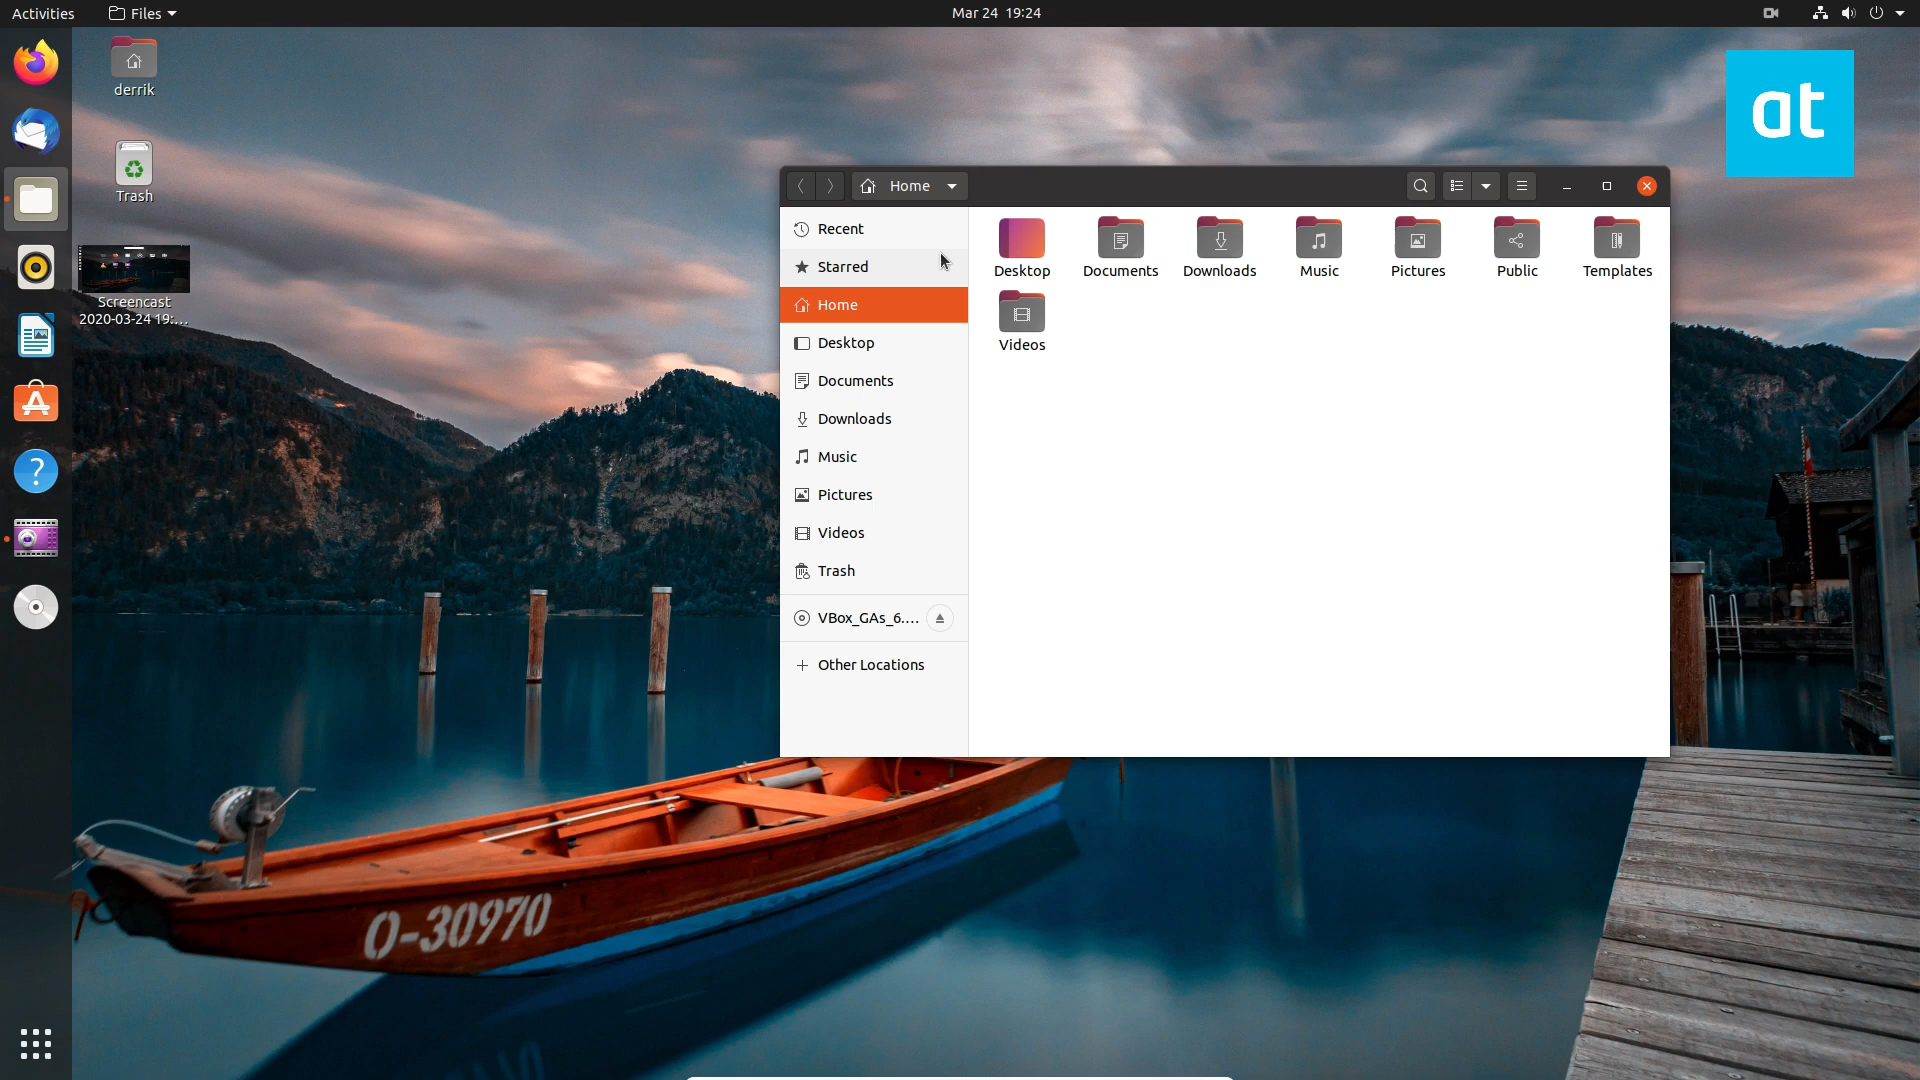 Activities
Files
Mar 24 19:24
derrik
Trash
Screencast
2020-03-24 19:...
at
Home
Recent
Starred
Home
Desktop
Documents
Downloads
Music
Pictures
Videos
Trash
VBox_GAs_6....
Other Locations
Desktop
Documents
Downloads
Music
Pictures
Public
Templates
Videos
O-30970